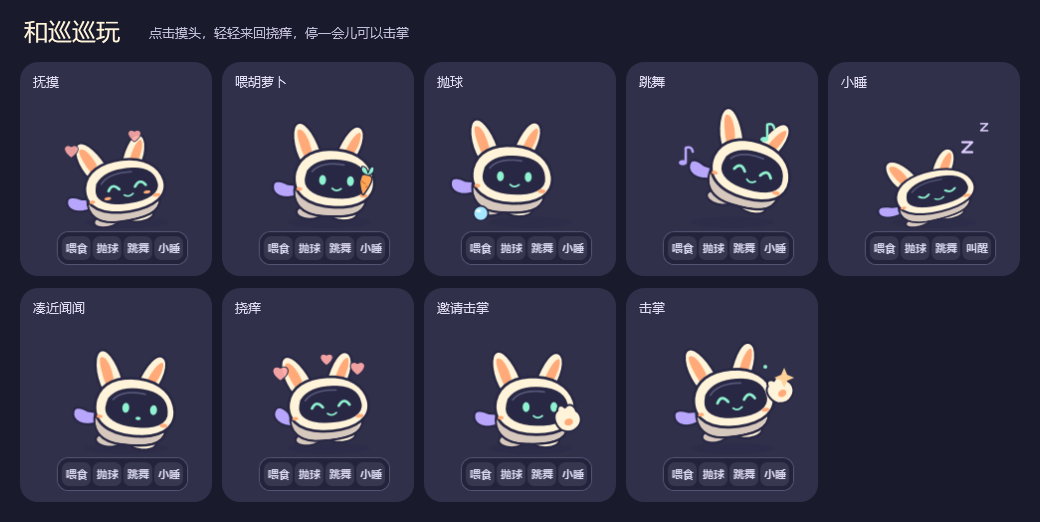 和巡巡玩
点击摸头，轻轻来回挠痒，停一会儿可以击掌
抚摸
喂胡萝卜
抛球
跳舞
小睡
z
z
喂食 抛球 跳舞 小睡
喂食 抛球 跳舞 小睡
喂食 抛球 跳舞 小睡
喂食 抛球 跳舞 小睡
喂食 抛球 跳舞 叫醒
凑近闻闻
挠痒
邀请击掌
击掌
喂食 抛球 跳舞 小睡
喂食 抛球 跳舞 小睡
喂食 抛球 跳舞 小睡
喂食 抛球 跳舞 小睡